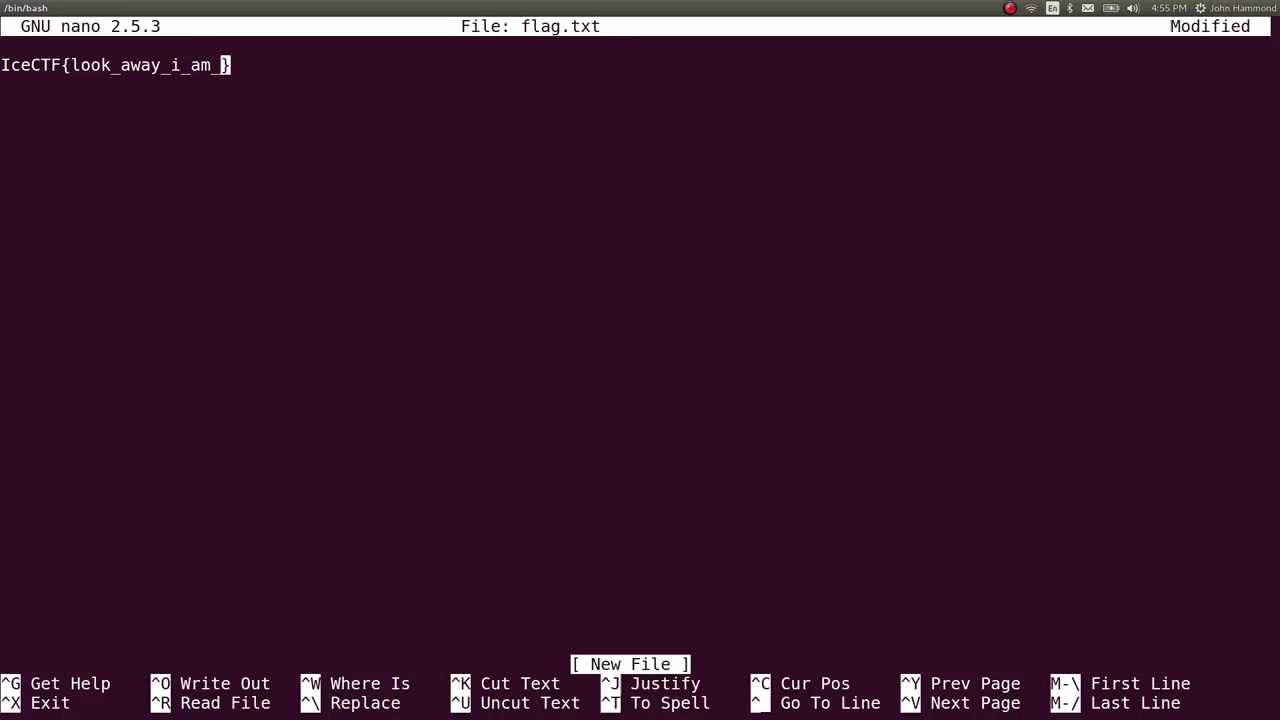 /bin/bash En 4:55 PM John Hammond
GNU nano 2.5.3 File: flag.txt Modified
IceCTF{look_away_i_am_}
[ New File ]
^G Get Help ^O Write Out ^W Where Is ^K Cut Text ^J Justify ^C Cur Pos ^Y Prev Page M-\ First Line
^X Exit ^R Read File ^\ Replace ^U Uncut Text ^T To Spell ^_ Go To Line ^V Next Page M-/ Last Line